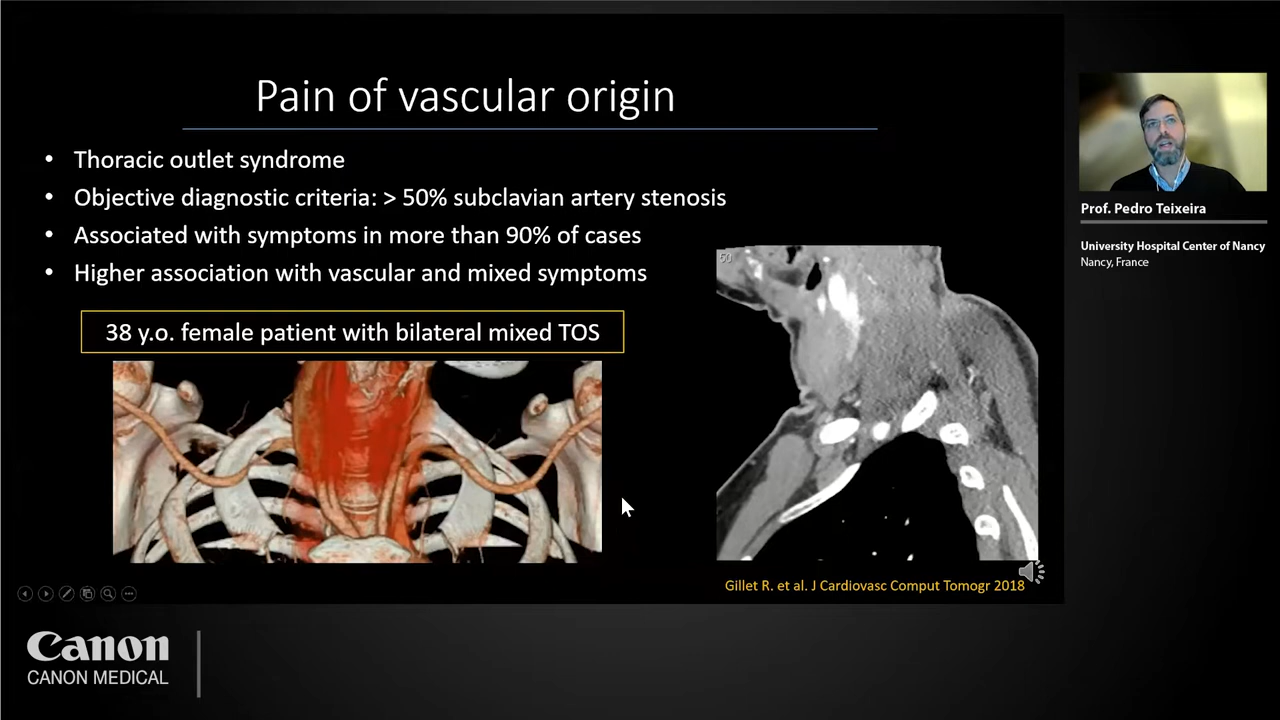 Pain of vascular origin
• Thoracic outlet syndrome
• Objective diagnostic criteria: > 50% subclavian artery stenosis
• Associated with symptoms in more than 90% of cases
• Higher association with vascular and mixed symptoms
38 y.o. female patient with bilateral mixed TOS
50
Gillet R. et al. J Cardiovasc Comput Tomogr 2018
Prof. Pedro Teixeira
University Hospital Center of Nancy
Nancy, France
Canon
CANON MEDICAL